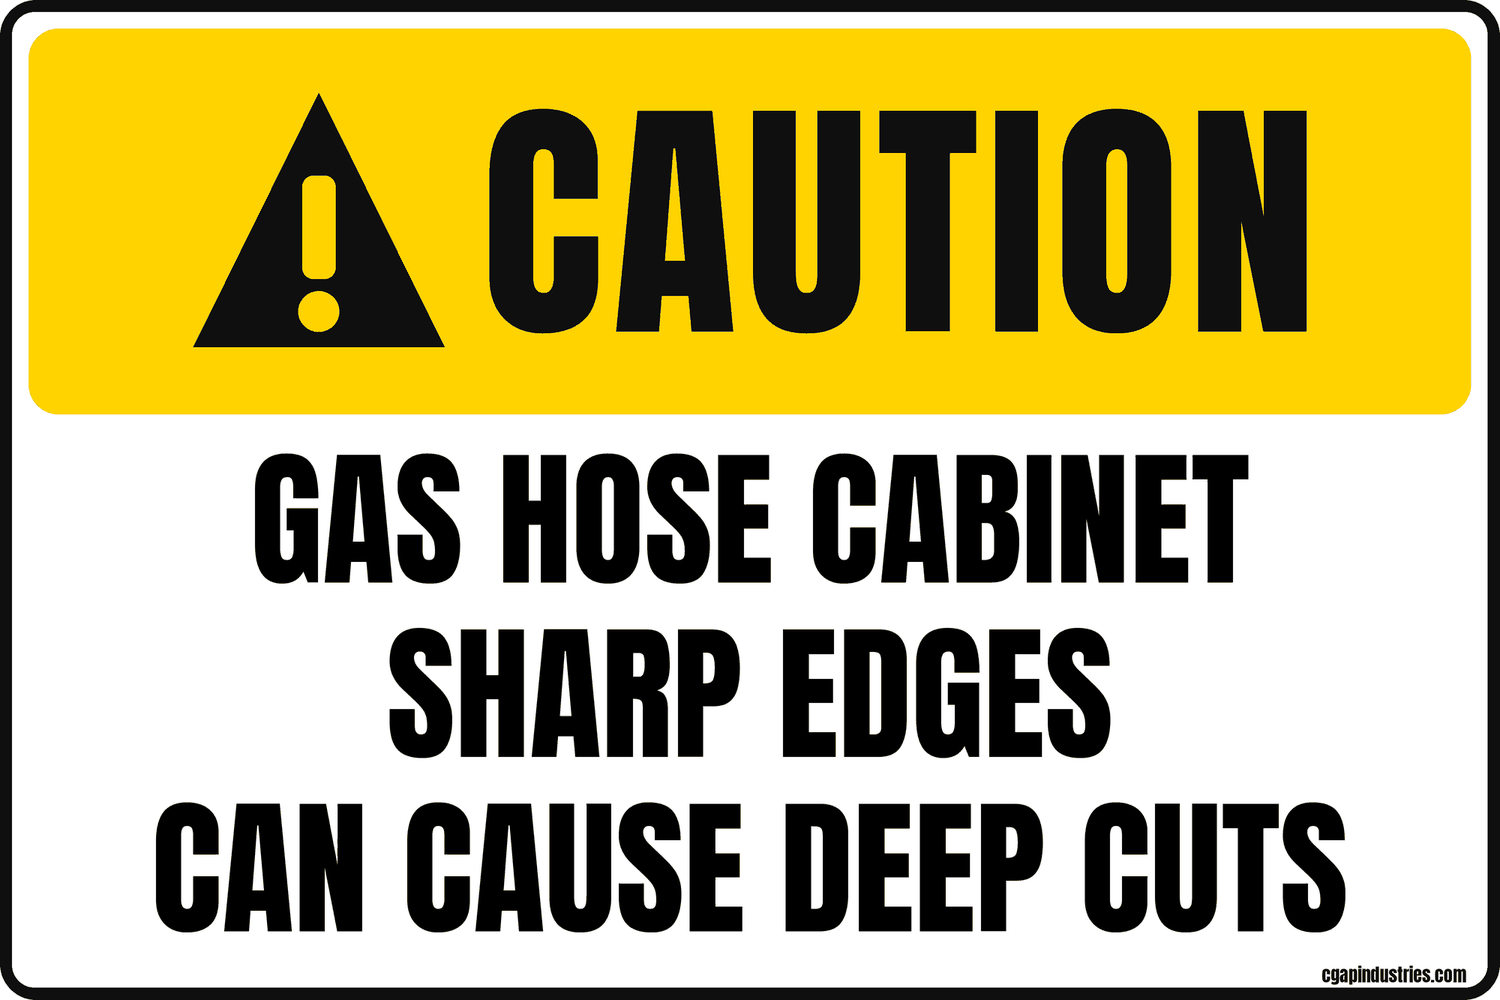 CAUTION
GAS HOSE CABINET
SHARP EDGES
CAN CAUSE DEEP CUTS
cgapindustries.com